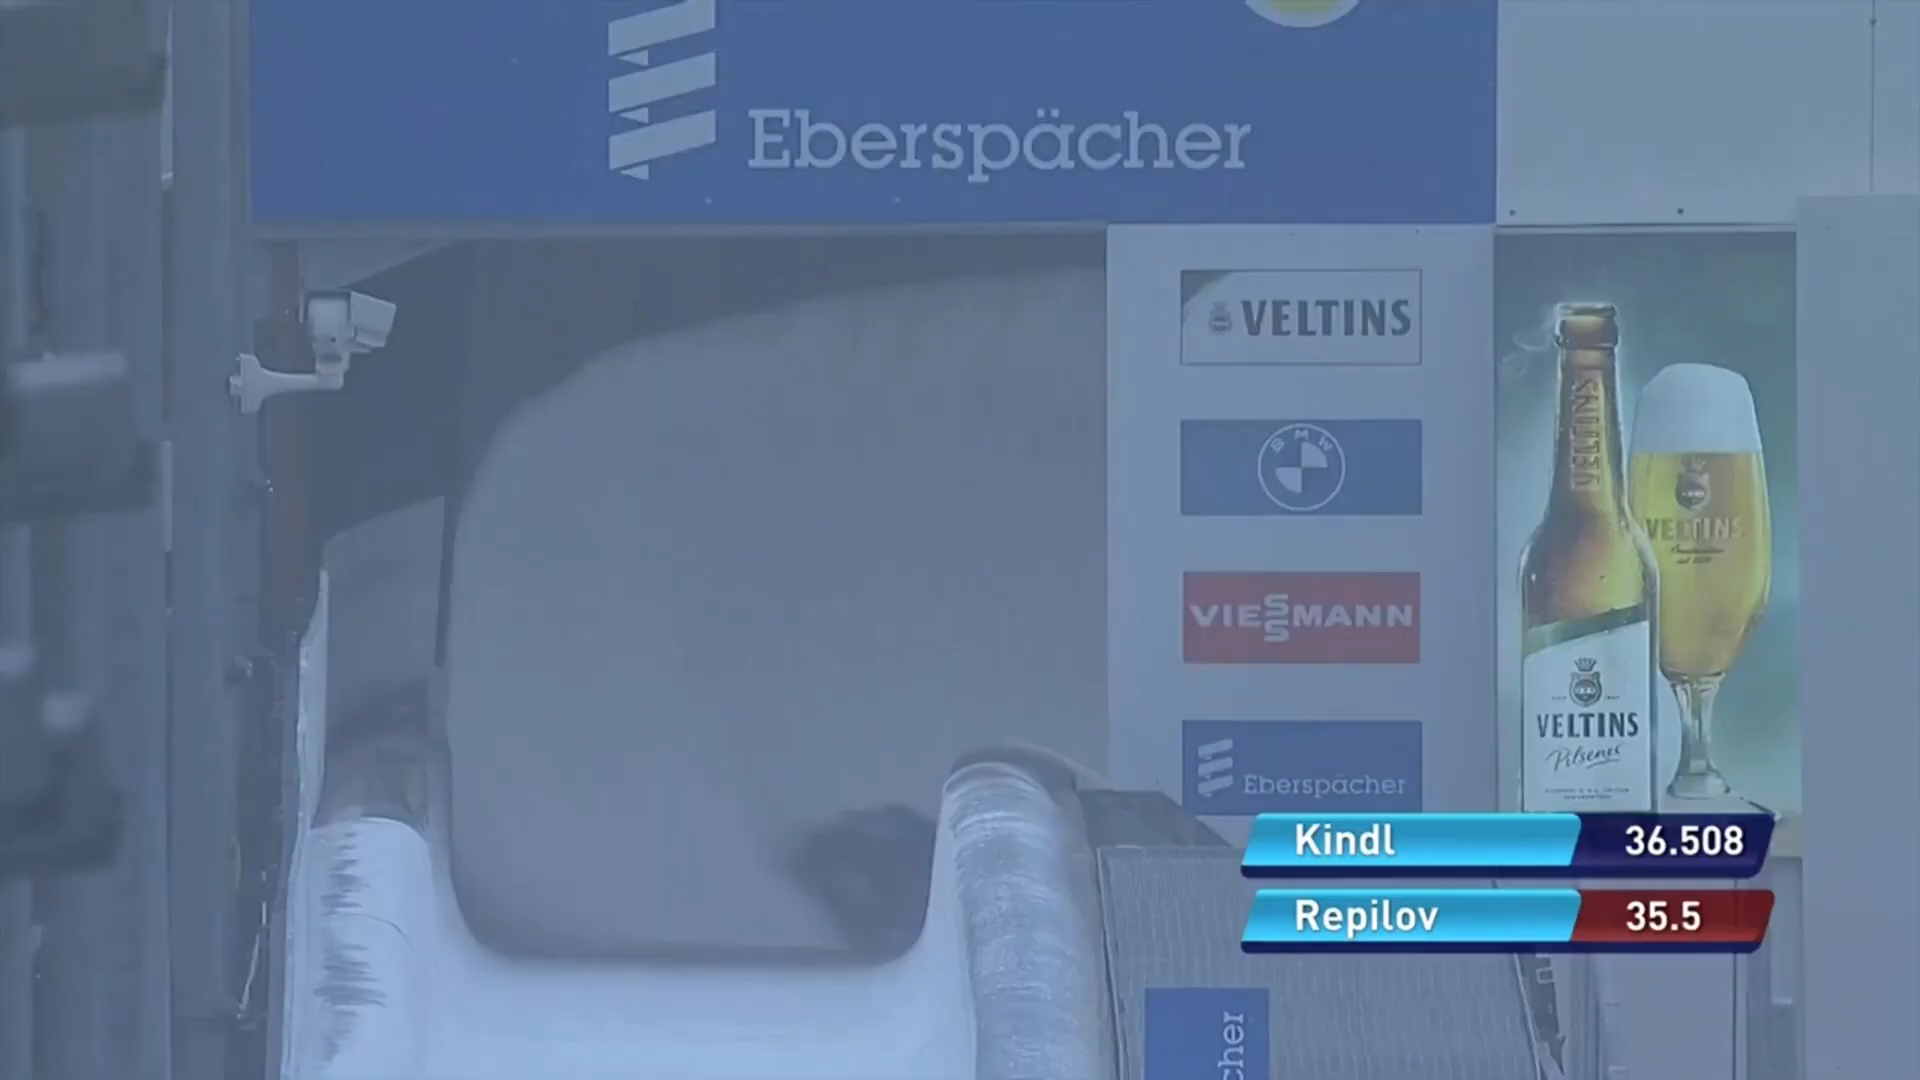 Eberspächer
VELTINS
BMW
VIESSMANN
Eberspächer
VELTINS
VELTINS
VELTINS
Pilsener
Kindl 36.508
Repilov 35.5
cher